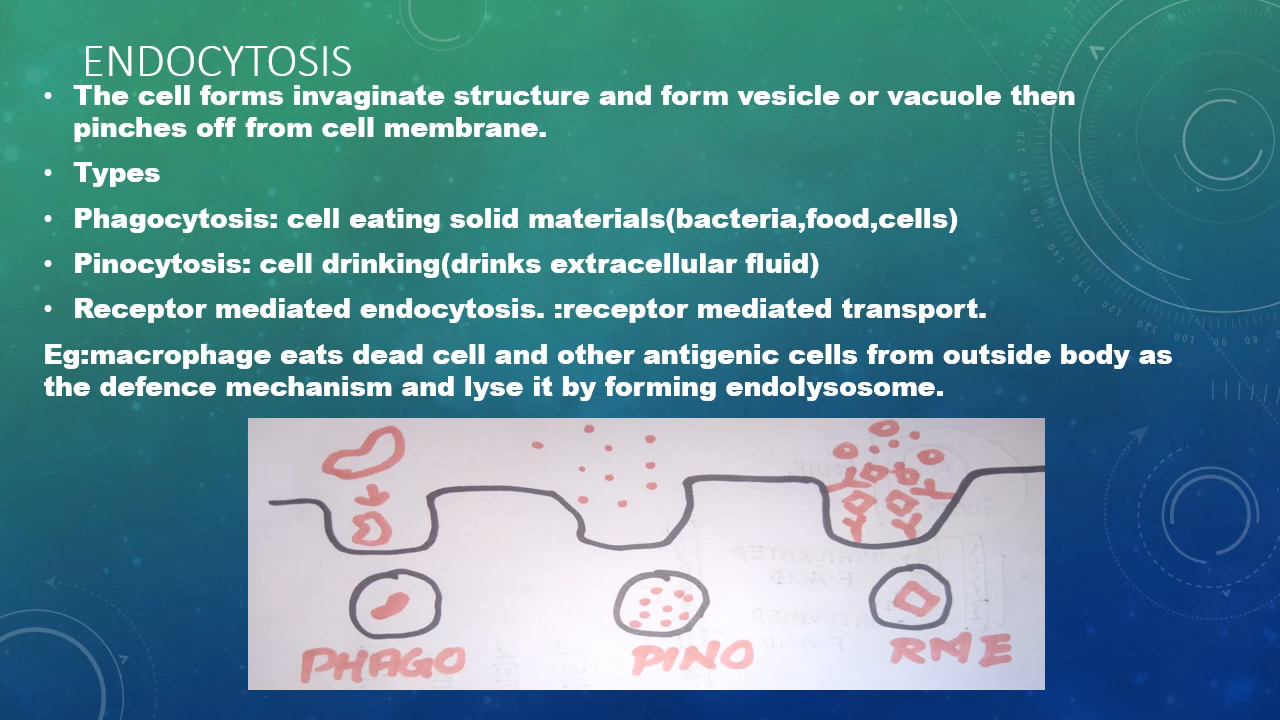 ENDOCYTOSIS
• The cell forms invaginate structure and form vesicle or vacuole then
pinches off from cell membrane.
• Types
• Phagocytosis: cell eating solid materials(bacteria,food,cells)
• Pinocytosis: cell drinking(drinks extracellular fluid)
• Receptor mediated endocytosis. :receptor mediated transport.
Eg:macrophage eats dead cell and other antigenic cells from outside body as
the defence mechanism and lyse it by forming endolysosome.
PHAGO
PINO
RME